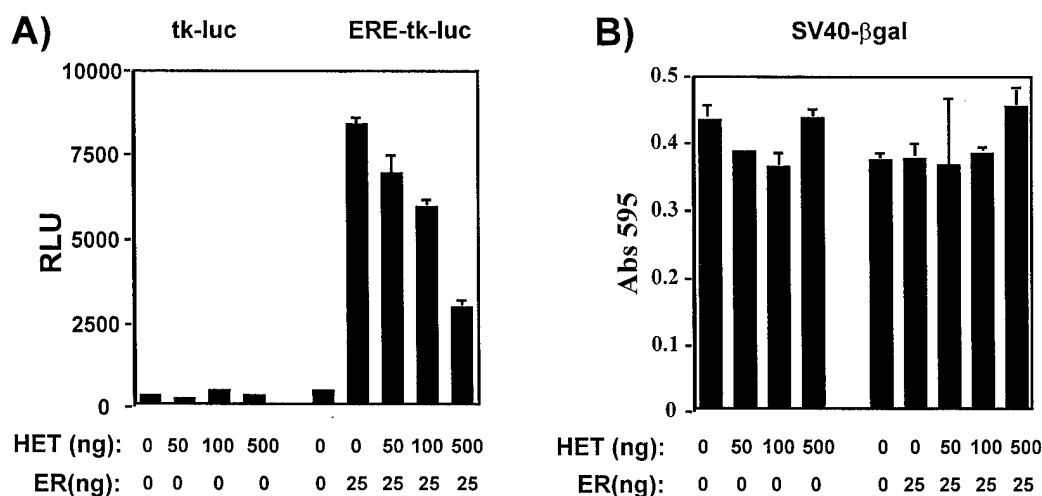 A) tk-luc ERE-tk-luc
10000
7500
5000
2500
0
RLU
HET (ng): 0 50 100 500 0 0 50 100 500
ER(ng): 0 0 0 0 0 25 25 25 25
B) SV40-βgal
0.5
0.4
0.3
0.2
0.1
0
Abs 595
HET (ng): 0 50 100 500 0 0 50 100 500
ER(ng): 0 0 0 0 0 25 25 25 25